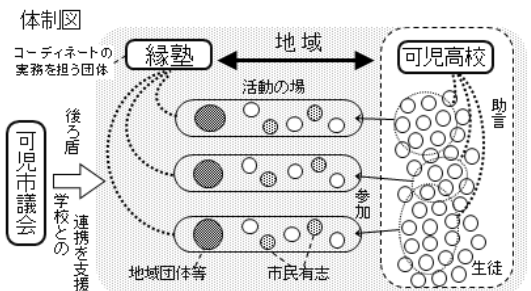 体制図
コーディネートの
実務を担う団体
縁塾
地域
可児高校
活動の場
助言
後ろ盾
可児市議会
学校との
連携を支援
参加
地域団体等
市民有志
生徒